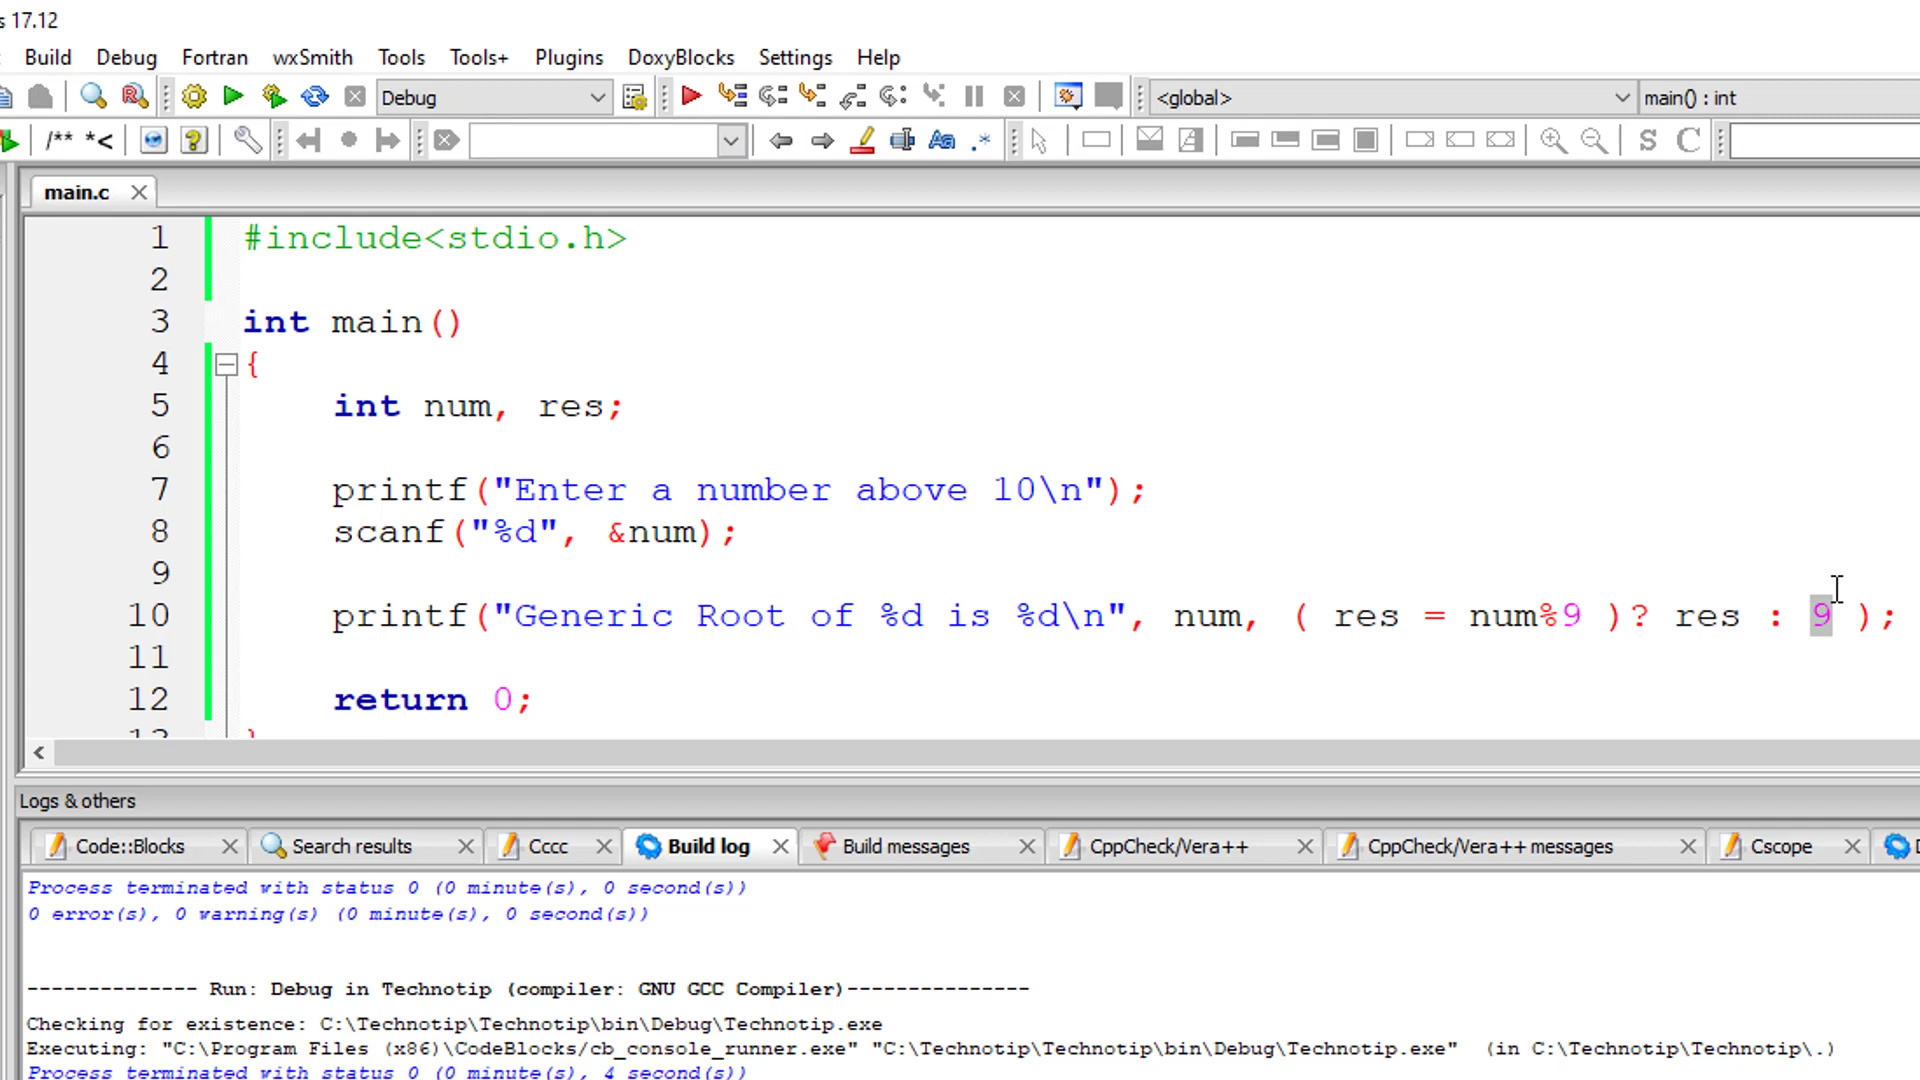 s 17.12
Build Debug Fortran wxSmith Tools Tools+ Plugins DoxyBlocks Settings Help
Debug <global> main() : int
/** *< Aa .* S C
main.c
1 #include<stdio.h>
2
3 int main()
4 {
5 int num, res;
6
7 printf("Enter a number above 10\n");
8 scanf("%d", &num);
9
10 printf("Generic Root of %d is %d\n", num, ( res = num%9 )? res : 9 );
11
12 return 0;
13 }
Logs & others
Code::Blocks Search results Cccc Build log Build messages CppCheck/Vera++ CppCheck/Vera++ messages Cscope
Process terminated with status 0 (0 minute(s), 0 second(s))
0 error(s), 0 warning(s) (0 minute(s), 0 second(s))
-------------- Run: Debug in Technotip (compiler: GNU GCC Compiler)---------------
Checking for existence: C:\Technotip\Technotip\bin\Debug\Technotip.exe
Executing: "C:\Program Files (x86)\CodeBlocks/cb_console_runner.exe" "C:\Technotip\Technotip\bin\Debug\Technotip.exe" (in C:\Technotip\Technotip\.)
Process terminated with status 0 (0 minute(s), 4 second(s))